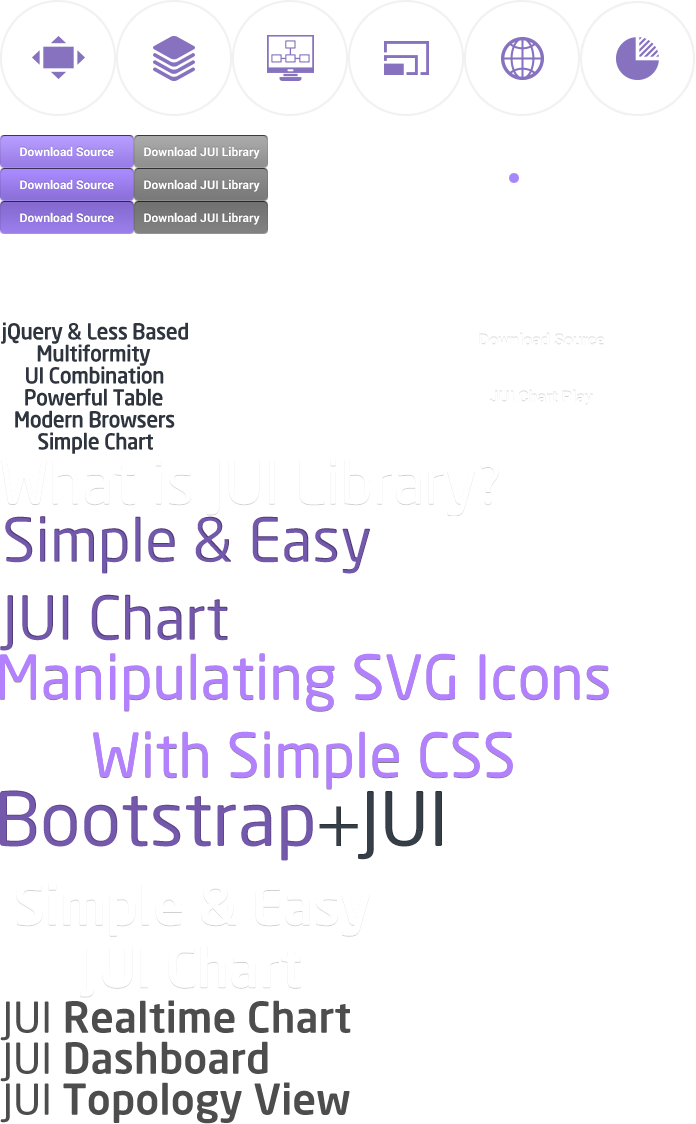 Download Source
Download JUI Library
Download Source
Download JUI Library
Download Source
Download JUI Library
jQuery & Less Based
Multiformity
UI Combination
Powerful Table
Modern Browsers
Simple Chart
Download Source
JUI Chart Play
What is JUI Library?
Simple & Easy
JUI Chart
Manipulating SVG Icons
With Simple CSS
Bootstrap+JUI
Simple & Easy
JUI Chart
JUI Realtime Chart
JUI Dashboard
JUI Topology View